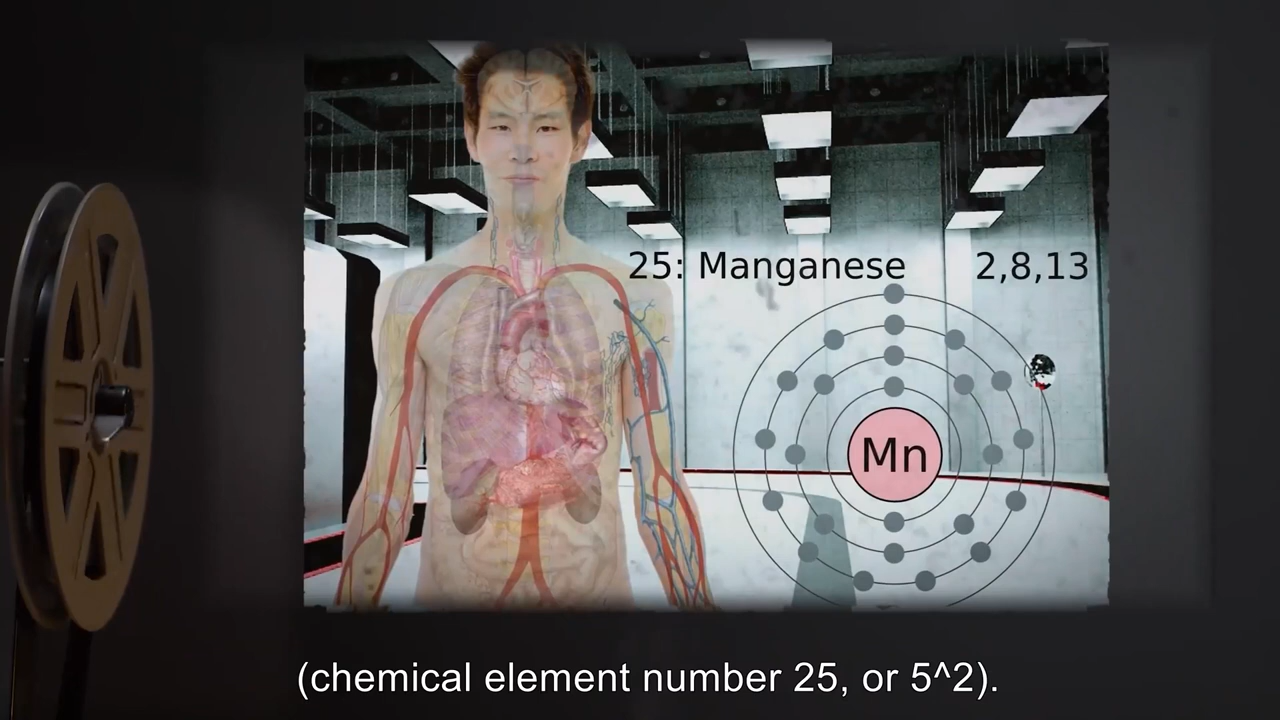 25: Manganese 2,8,13
Mn
(chemical element number 25, or 5^2).